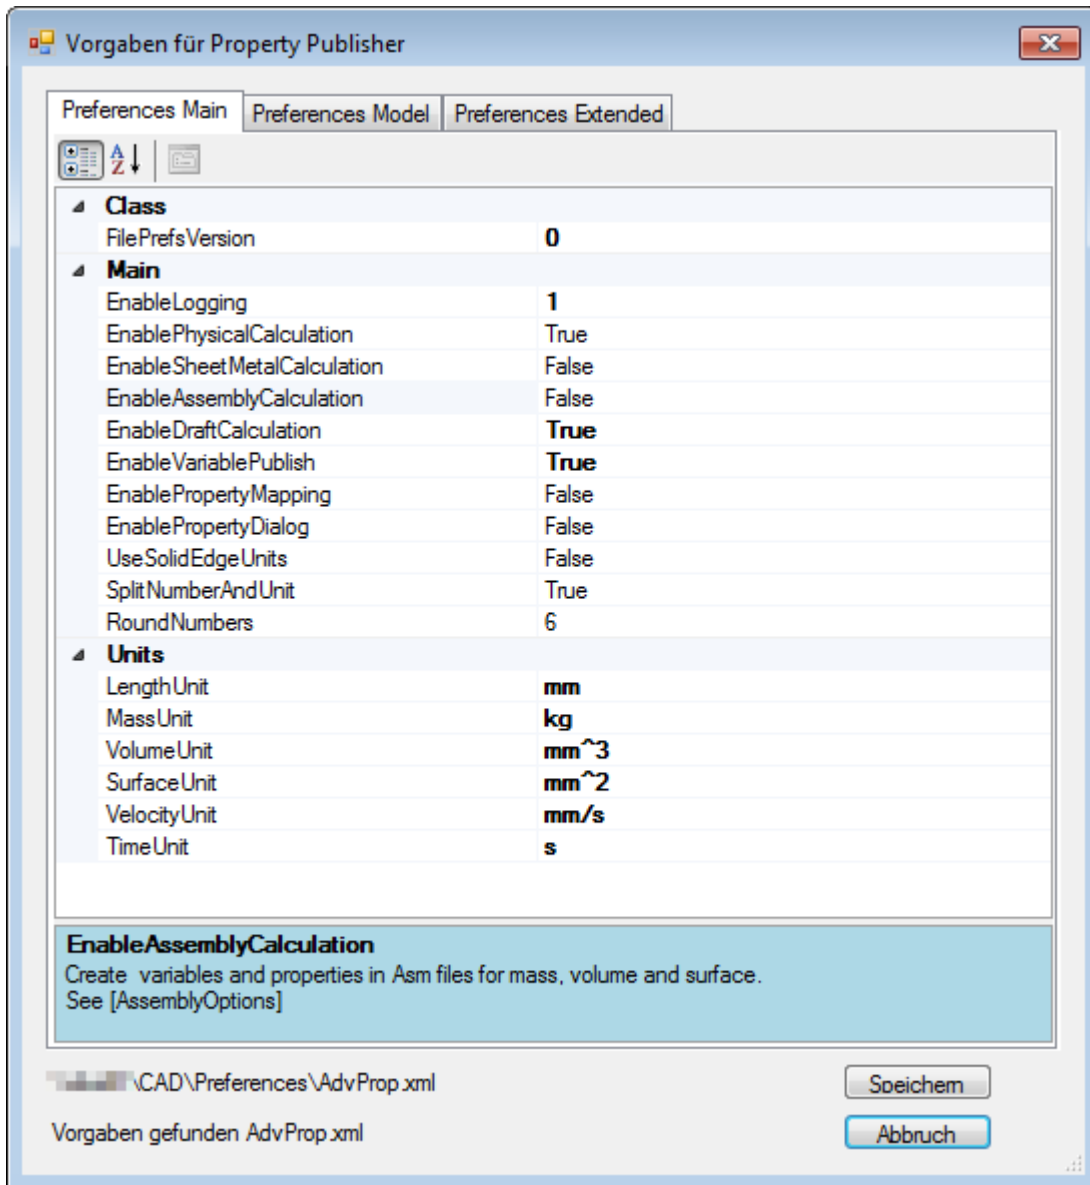 Vorgaben für Property Publisher
Preferences Main Preferences Model Preferences Extended
Class
FilePrefsVersion 0
Main
EnableLogging 1
EnablePhysicalCalculation True
EnableSheetMetalCalculation False
EnableAssemblyCalculation False
EnableDraftCalculation True
EnableVariablePublish True
EnablePropertyMapping False
EnablePropertyDialog False
UseSolidEdgeUnits False
SplitNumberAndUnit True
RoundNumbers 6
Units
LengthUnit mm
MassUnit kg
VolumeUnit mm^3
SurfaceUnit mm^2
VelocityUnit mm/s
TimeUnit s
EnableAssemblyCalculation
Create variables and properties in Asm files for mass, volume and surface.
See [AssemblyOptions]
\CAD\Preferences\AdvProp.xml Speichern
Vorgaben gefunden AdvProp.xml Abbruch